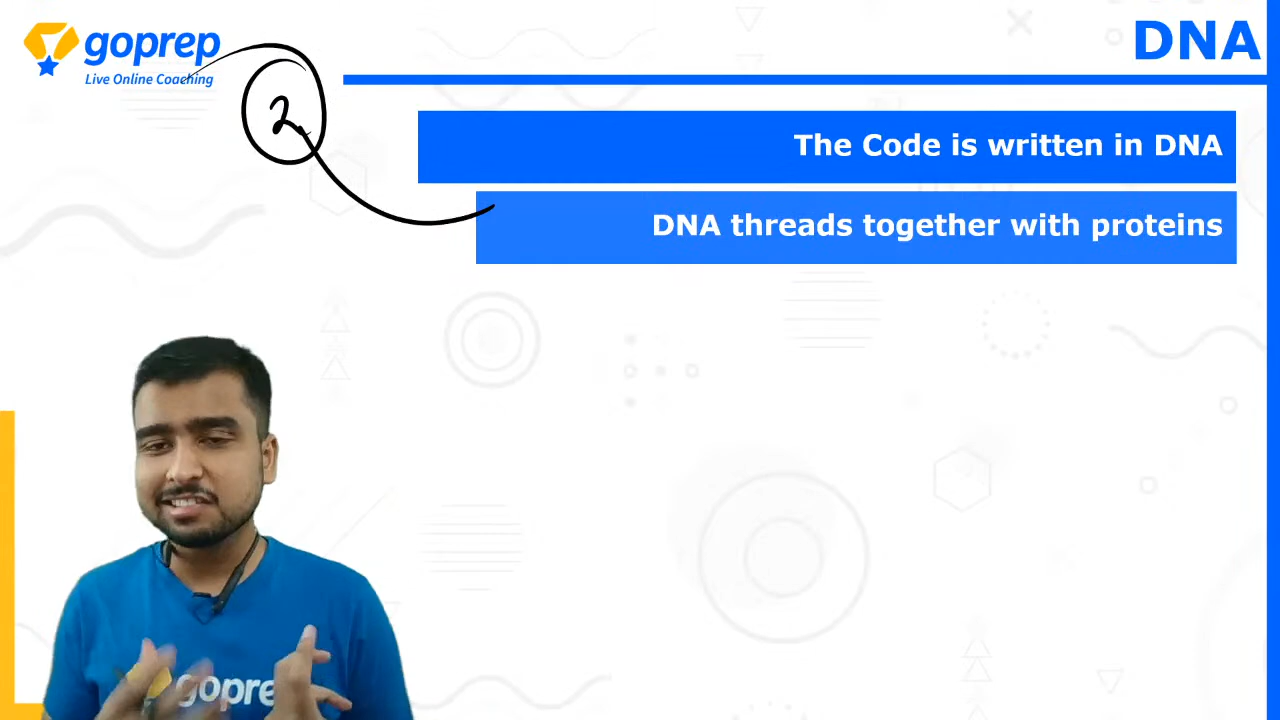 goprep
Live Online Coaching
DNA
2
The Code is written in DNA
DNA threads together with proteins
gopre